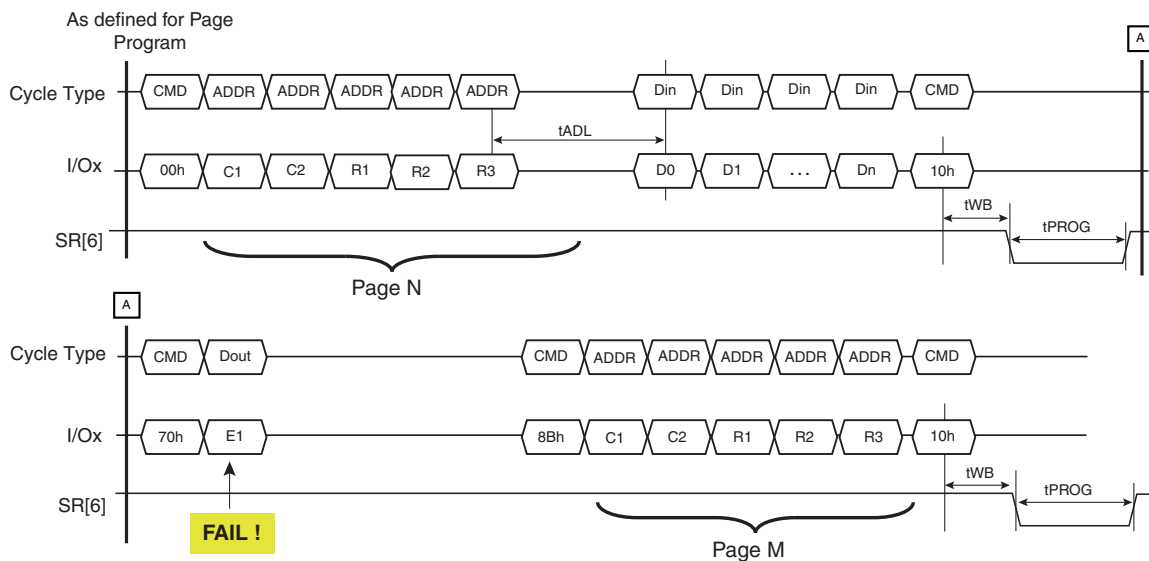 As defined for Page
Program
A
Cycle Type CMD ADDR ADDR ADDR ADDR ADDR Din Din Din Din CMD
tADL
I/Ox 00h C1 C2 R1 R2 R3 D0 D1 ... Dn 10h
tWB tPROG
SR[6]
Page N
A
Cycle Type CMD Dout CMD ADDR ADDR ADDR ADDR ADDR CMD
I/Ox 70h E1 8Bh C1 C2 R1 R2 R3 10h
tWB tPROG
SR[6]
FAIL !
Page M